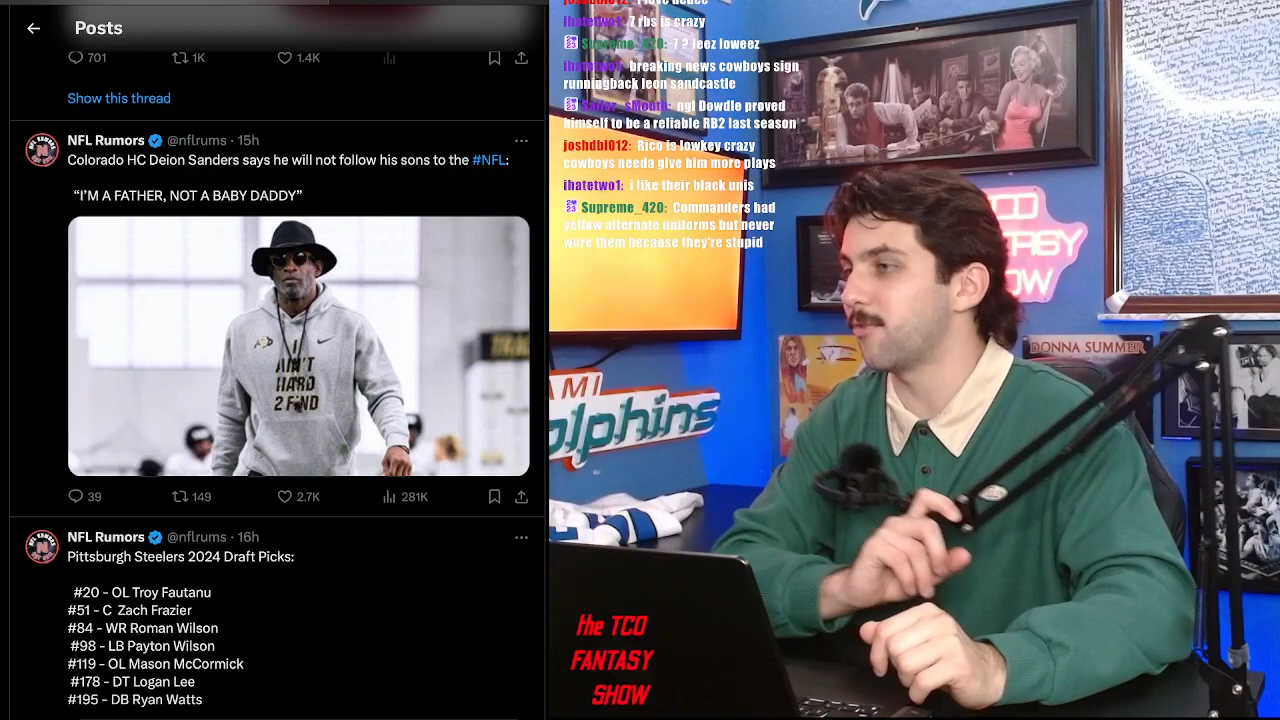 Posts
701
1K
1.4K
Show this thread
NFL Rumors @nflrums · 15h
Colorado HC Deion Sanders says he will not follow his sons to the #NFL:
“I’M A FATHER, NOT A BABY DADDY”
I
AIN'T
HARD
2 FIND
39
149
2.7K
281K
NFL Rumors @nflrums · 16h
Pittsburgh Steelers 2024 Draft Picks:
#20 - OL Troy Fautanu
#51 - C Zach Frazier
#84 - WR Roman Wilson
#98 - LB Payton Wilson
#119 - OL Mason McCormick
#178 - DT Logan Lee
#195 - DB Ryan Watts
ihatetwo1: 7 rbs is crazy
Supreme_420: 7 ? jeez loweez
ihatetwo1: breaking news cowboys sign
runningback leon sandcastle
ngl Dowdle proved
himself to be a reliable RB2 last season
joshdbl012: Rico is lowkey crazy
cowboys needa give him more plays
ihatetwo1: i like their black unis
Supreme_420: Commanders had
yellow alternate uniforms but never
wore them because they're stupid
DONNA SUMMER
AMI
olphins
the TCO
FANTASY
SHOW